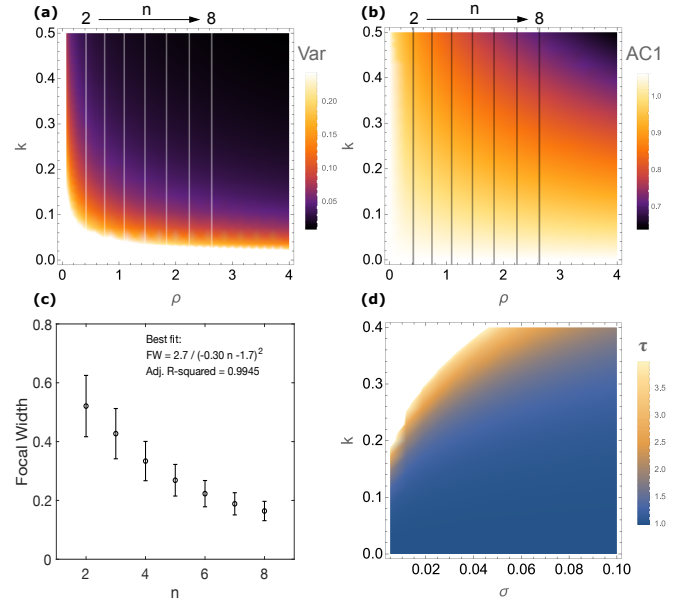 (a)
n
2 8
Var
0.5
0.4
0.3
0.2
0.1
0.0
k
0 1 2 3 4
ρ
0.20
0.15
0.10
0.05
(b)
n
2 8
AC1
0.5
0.4
0.3
0.2
0.1
0.0
k
0 1 2 3 4
ρ
1.0
0.9
0.8
0.7
(c)
0.8
0.6
0.4
0.2
0
Focal Width
Best fit:
FW = 2.7 / (-0.30 n -1.7)²
Adj. R-squared = 0.9945
2 4 6 8
n
(d)
τ
0.4
0.3
0.2
0.1
0.0
k
0.02 0.04 0.06 0.08 0.10
σ
3.5
3.0
2.5
2.0
1.5
1.0